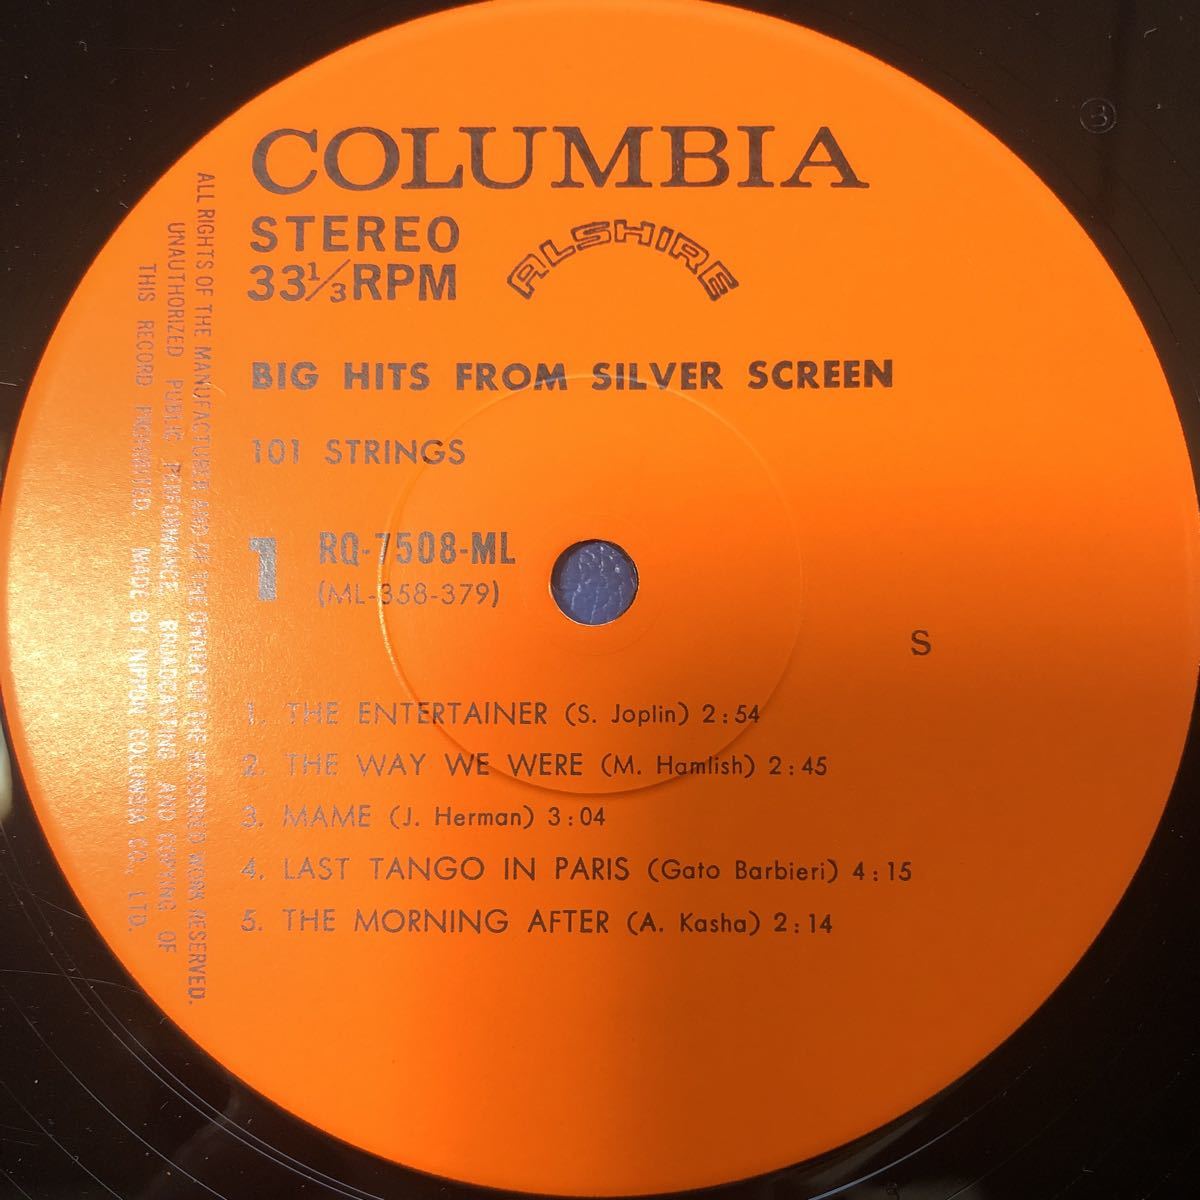 COLUMBIA
STEREO
33⅓RPM
ALSHIRE
BIG HITS FROM SILVER SCREEN
101 STRINGS
1
RQ-7508-ML
(ML-358-379)
S
1. THE ENTERTAINER (S. Joplin) 2:54
2. THE WAY WE WERE (M. Hamlish) 2:45
3. MAME (J. Herman) 3:04
4. LAST TANGO IN PARIS (Gato Barbieri) 4:15
5. THE MORNING AFTER (A. Kasha) 2:14
ALL RIGHTS OF THE MANUFACTURER AND OF THE OWNER OF THE RECORDED WORK RESERVED.
UNAUTHORIZED PUBLIC PERFORMANCE, BROADCASTING AND COPYING OF
THIS RECORD PROHIBITED. MADE BY NIPPON COLUMBIA CO., LTD.
3